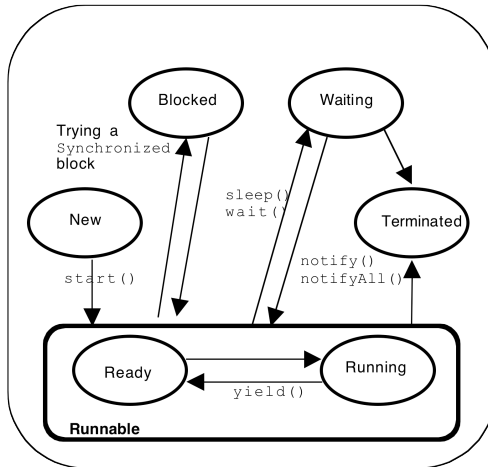 Blocked
Waiting
Trying a
Synchronized
block
sleep()
wait()
New
Terminated
start()
notify()
notifyAll()
Ready
Running
yield()
Runnable